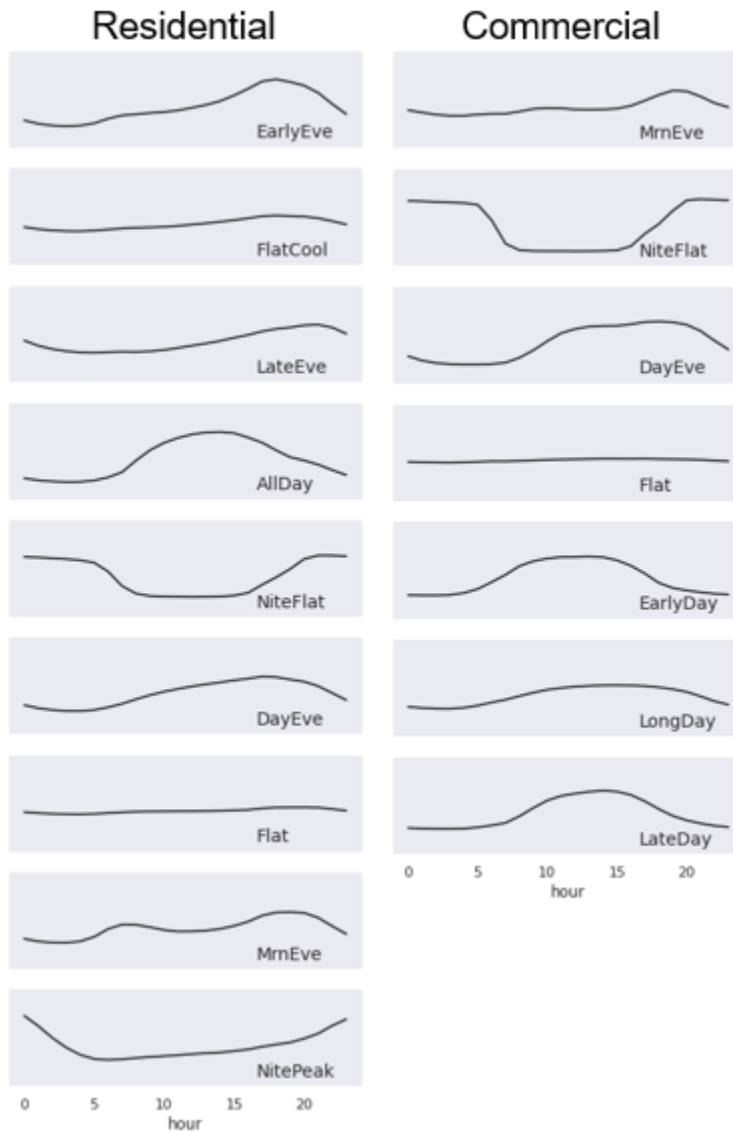 Residential
EarlyEve
FlatCool
LateEve
AllDay
NiteFlat
DayEve
Flat
MrnEve
NitePeak
0 5 10 15 20
hour
Commercial
MrnEve
NiteFlat
DayEve
Flat
EarlyDay
LongDay
LateDay
0 5 10 15 20
hour